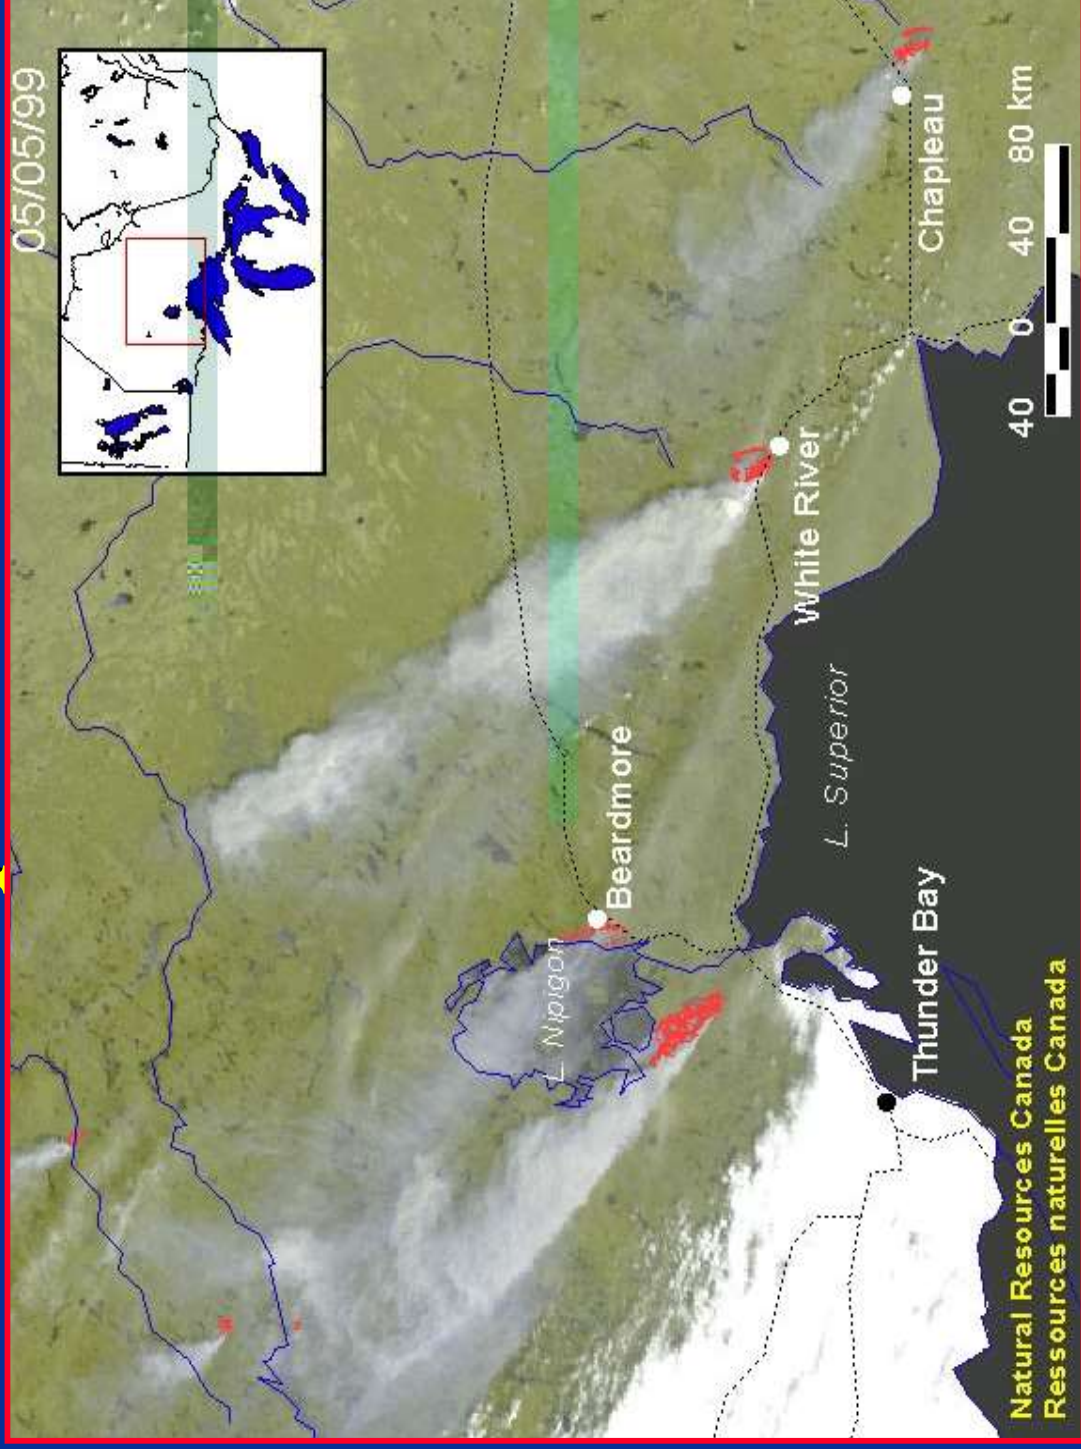 05/05/99
L. Nipigon
Beardmore
White River
Chapleau
L. Superior
Thunder Bay
40 0 40 80 km
Natural Resources Canada
Ressources naturelles Canada